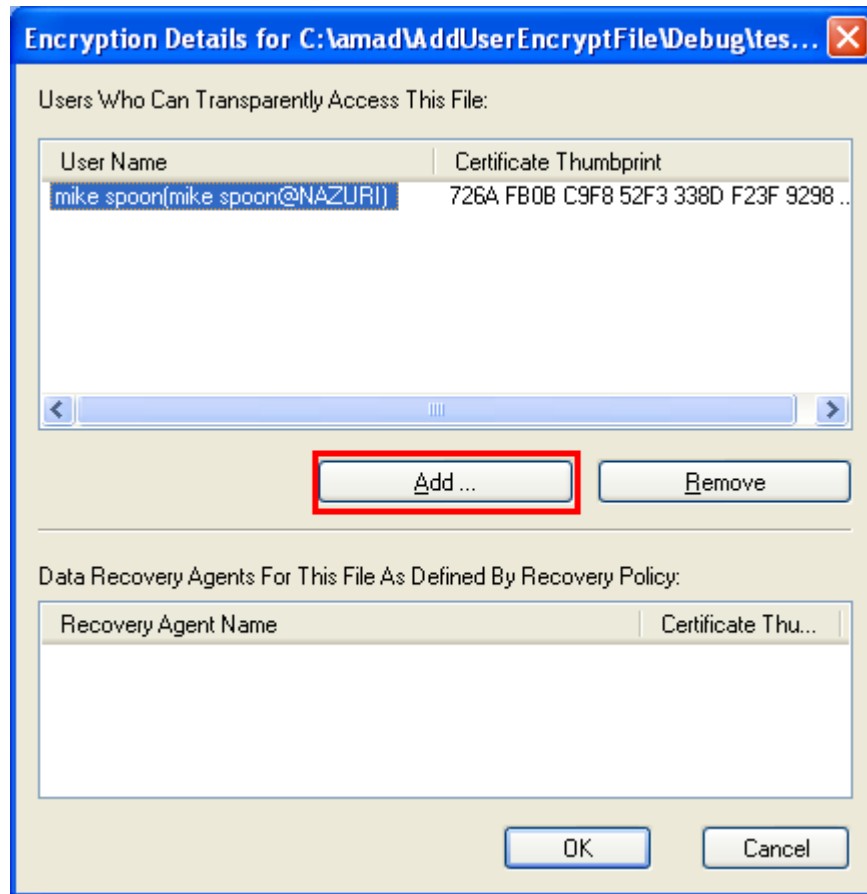 Encryption Details for C:\amad\AddUserEncryptFile\Debug\tes...
Users Who Can Transparently Access This File:
User Name Certificate Thumbprint
mike spoon(mike spoon@NAZURI) 726A FB0B C9F8 52F3 338D F23F 9298 ..
Add ... Remove
Data Recovery Agents For This File As Defined By Recovery Policy:
Recovery Agent Name Certificate Thu...
OK Cancel